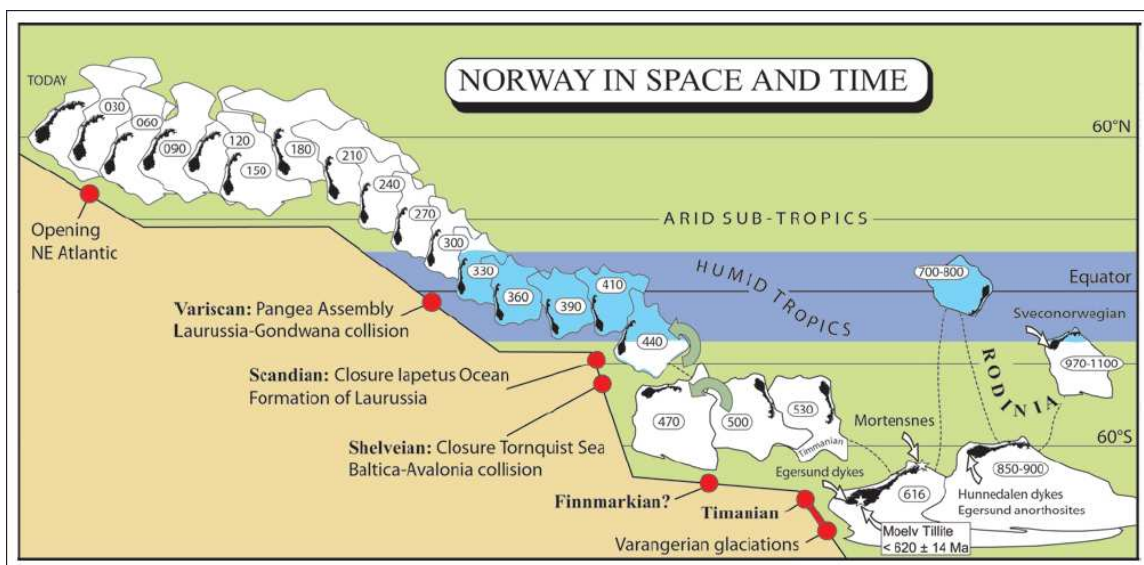 NORWAY IN SPACE AND TIME
TODAY
030
060
090
120
150
180
210
240
270
300
330
360
390
410
440
470
500
530
Timmanian
616
700-800
850-900
970-1100
60°N
ARID SUB-TROPICS
HUMID TROPICS
Equator
Sveconorwegian
RODINIA
60°S
Mortensnes
Egersund dykes
Hunnedalen dykes
Egersund anorthosites
Moelv Tillite
< 620 ± 14 Ma
Opening
NE Atlantic
Variscan: Pangea Assembly
Laurussia-Gondwana collision
Scandian: Closure Iapetus Ocean
Formation of Laurussia
Shelveian: Closure Tornquist Sea
Baltica-Avalonia collision
Finnmarkian?
Timanian
Varangerian glaciations